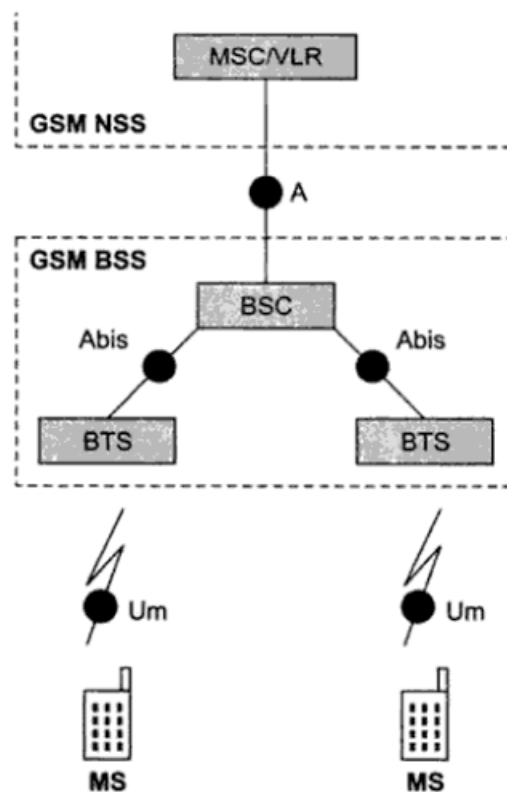 MSC/VLR
GSM NSS
A
GSM BSS
BSC
Abis
Abis
BTS
BTS
Um
Um
MS
MS